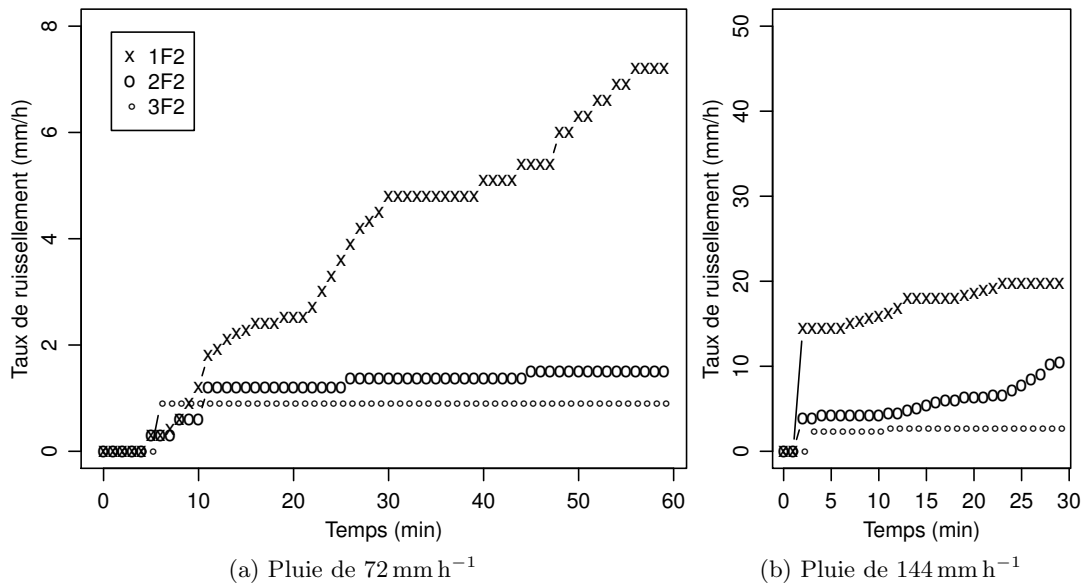 Taux de ruissellement (mm/h)
8
6
4
2
0
x 1F2
o 2F2
o 3F2
0 10 20 30 40 50 60
Temps (min)
(a) Pluie de 72 mm h⁻¹
Taux de ruissellement (mm/h)
50
40
30
20
10
0
0 5 10 15 20 25 30
Temps (min)
(b) Pluie de 144 mm h⁻¹